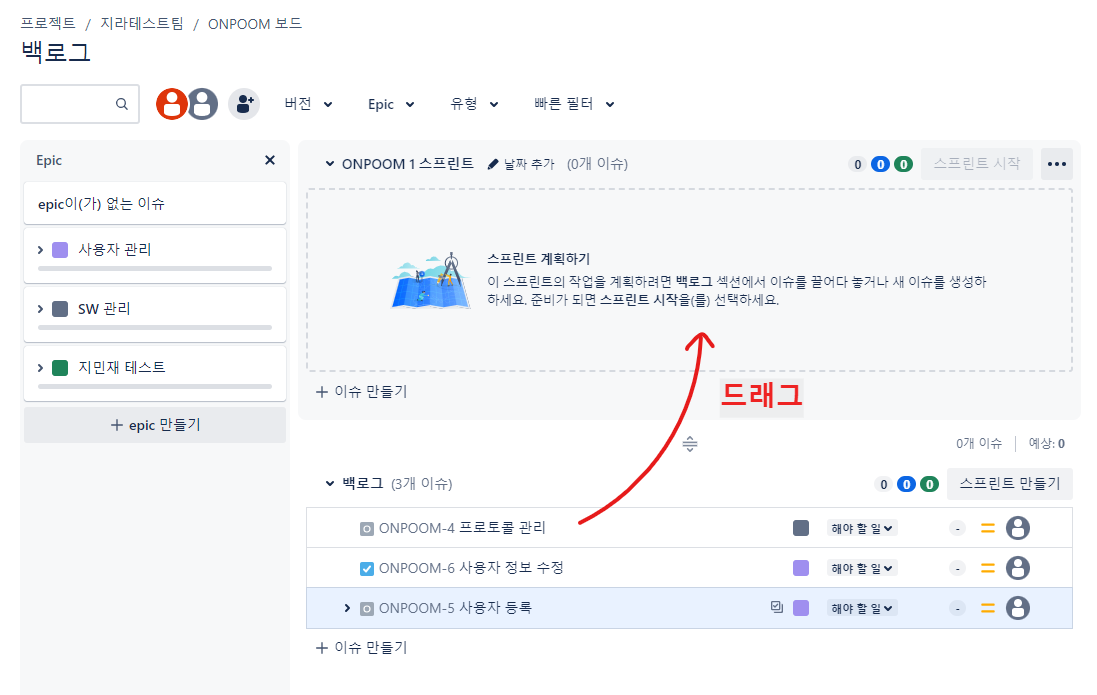 프로젝트 / 지라테스트팀 / ONPOOM 보드
백로그
버전 Epic 유형 빠른 필터
Epic
epic이(가) 없는 이슈
사용자 관리
SW 관리
지민재 테스트
+ epic 만들기
ONPOOM 1 스프린트 날짜 추가 (0개 이슈) 0 0 0 스프린트 시작 •••
스프린트 계획하기
이 스프린트의 작업을 계획하려면 백로그 섹션에서 이슈를 끌어다 놓거나 새 이슈를 생성하
하세요. 준비가 되면 스프린트 시작을(를) 선택하세요.
+ 이슈 만들기
드래그
0개 이슈 예상: 0
백로그 (3개 이슈) 0 0 0 스프린트 만들기
ONPOOM-4 프로토콜 관리 해야 할 일 -
ONPOOM-6 사용자 정보 수정 해야 할 일 -
ONPOOM-5 사용자 등록 해야 할 일 -
+ 이슈 만들기